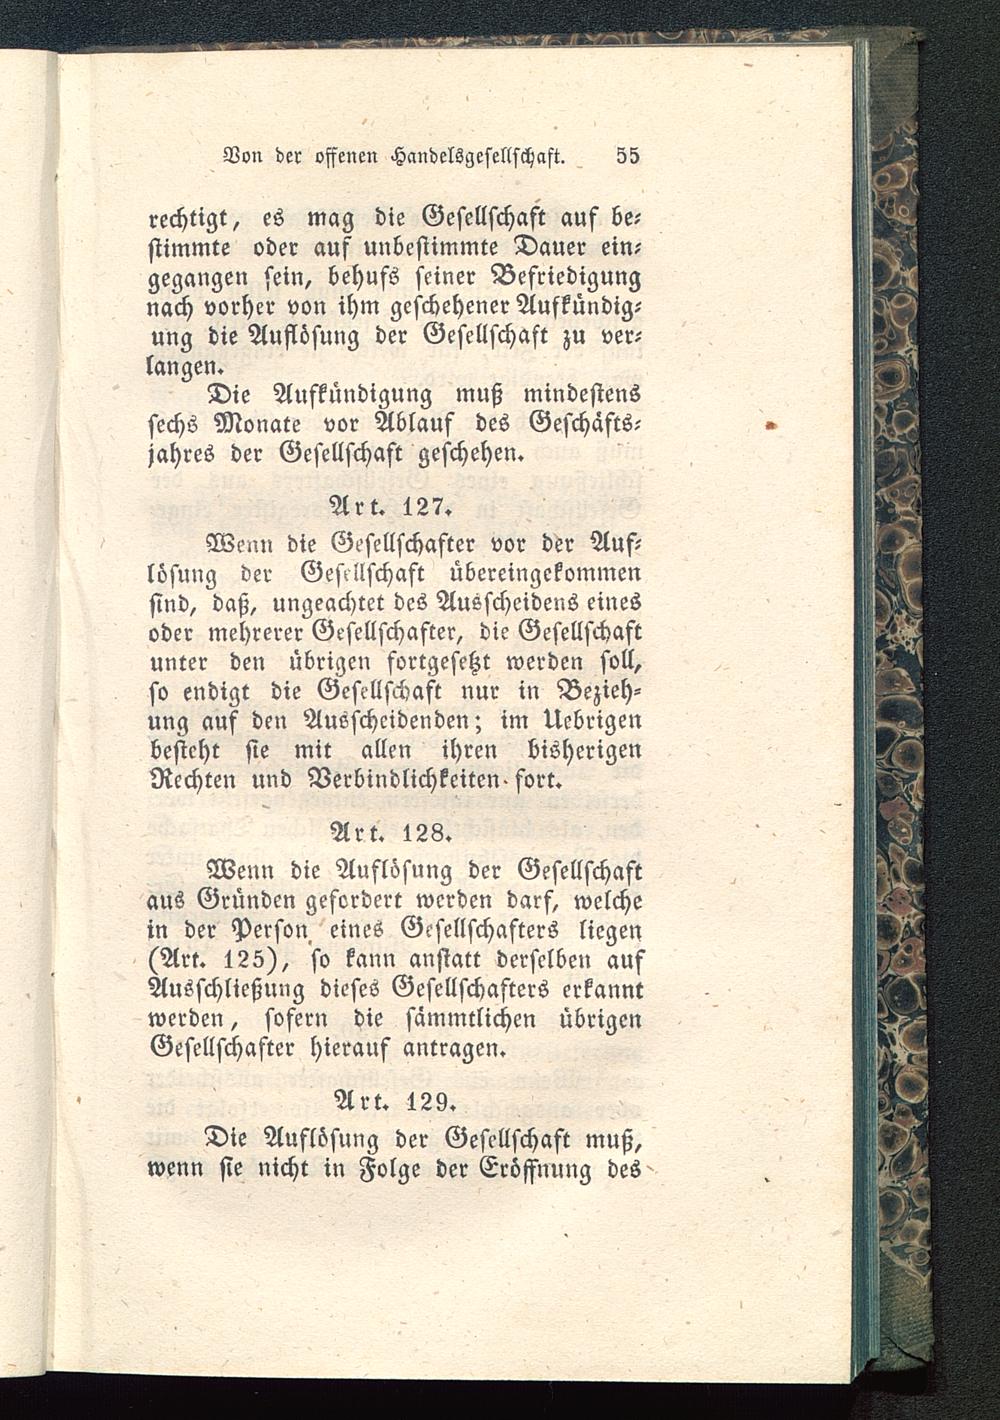 Von der offenen Handelsgesellschaft. 55
rechtigt, es mag die Gesellschaft auf be-
stimmte oder auf unbestimmte Dauer ein-
gegangen sein, behufs seiner Befriedigung
nach vorher von ihm geschehener Aufkündig-
ung die Auflösung der Gesellschaft zu ver-
langen.
Die Aufkündigung muß mindestens
sechs Monate vor Ablauf des Geschäfts-
jahres der Gesellschaft geschehen.
Art. 127.
Wenn die Gesellschafter vor der Auf-
lösung der Gesellschaft übereingekommen
sind, daß, ungeachtet des Ausscheidens eines
oder mehrerer Gesellschafter, die Gesellschaft
unter den übrigen fortgesetzt werden soll,
so endigt die Gesellschaft nur in Bezieh-
ung auf den Ausscheidenden; im Uebrigen
besteht sie mit allen ihren bisherigen
Rechten und Verbindlichkeiten fort.
Art. 128.
Wenn die Auflösung der Gesellschaft
aus Gründen gefordert werden darf, welche
in der Person eines Gesellschafters liegen
(Art. 125), so kann anstatt derselben auf
Ausschließung dieses Gesellschafters erkannt
werden, sofern die sämmtlichen übrigen
Gesellschafter hierauf antragen.
Art. 129.
Die Auflösung der Gesellschaft muß,
wenn sie nicht in Folge der Eröffnung des